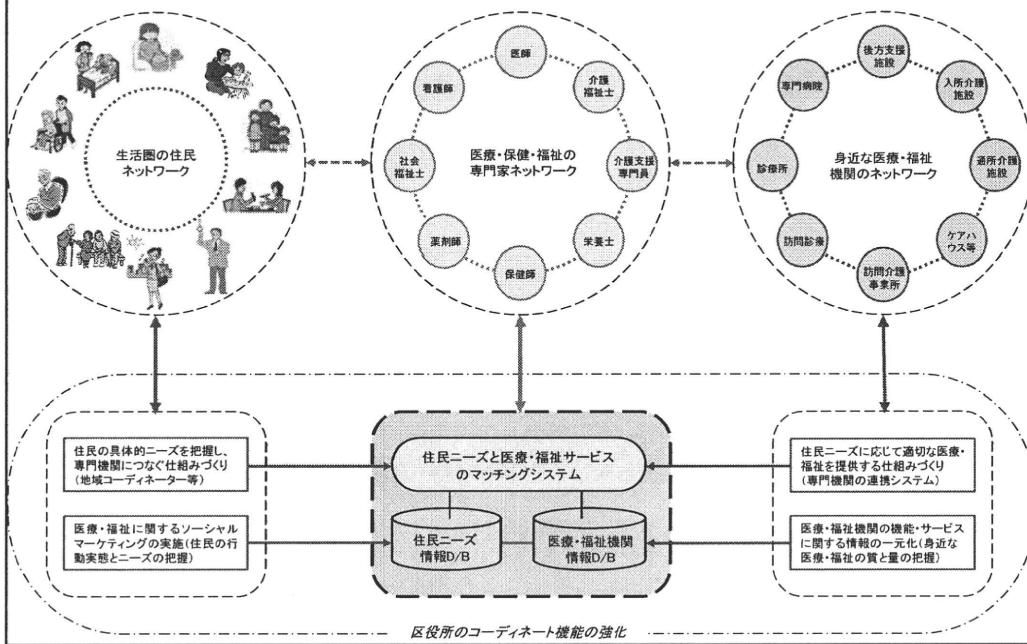 生活圏の住民
ネットワーク
医師
介護
福祉士
介護支援
専門員
栄養士
保健師
薬剤師
社会
福祉士
看護師
医療・保健・福祉の
専門家ネットワーク
後方支援
施設
入所介護
施設
通所介護
施設
ケアハ
ウス等
訪問介護
事業所
訪問診療
診療所
専門病院
身近な医療・福祉
機関のネットワーク
住民の具体的ニーズを把握し、
専門機関につなぐ仕組みづくり
(地域コーディネーター等)
医療・福祉に関するソーシャル
マーケティングの実施(住民の行
動実態とニーズの把握)
住民ニーズと医療・福祉サービス
のマッチングシステム
住民ニーズ
情報D/B
医療・福祉機関
情報D/B
住民ニーズに応じて適切な医療・
福祉を提供する仕組みづくり
(専門機関の連携システム)
医療・福祉機関の機能・サービス
に関する情報の一元化(身近な
医療・福祉の質と量の把握)
区役所のコーディネート機能の強化